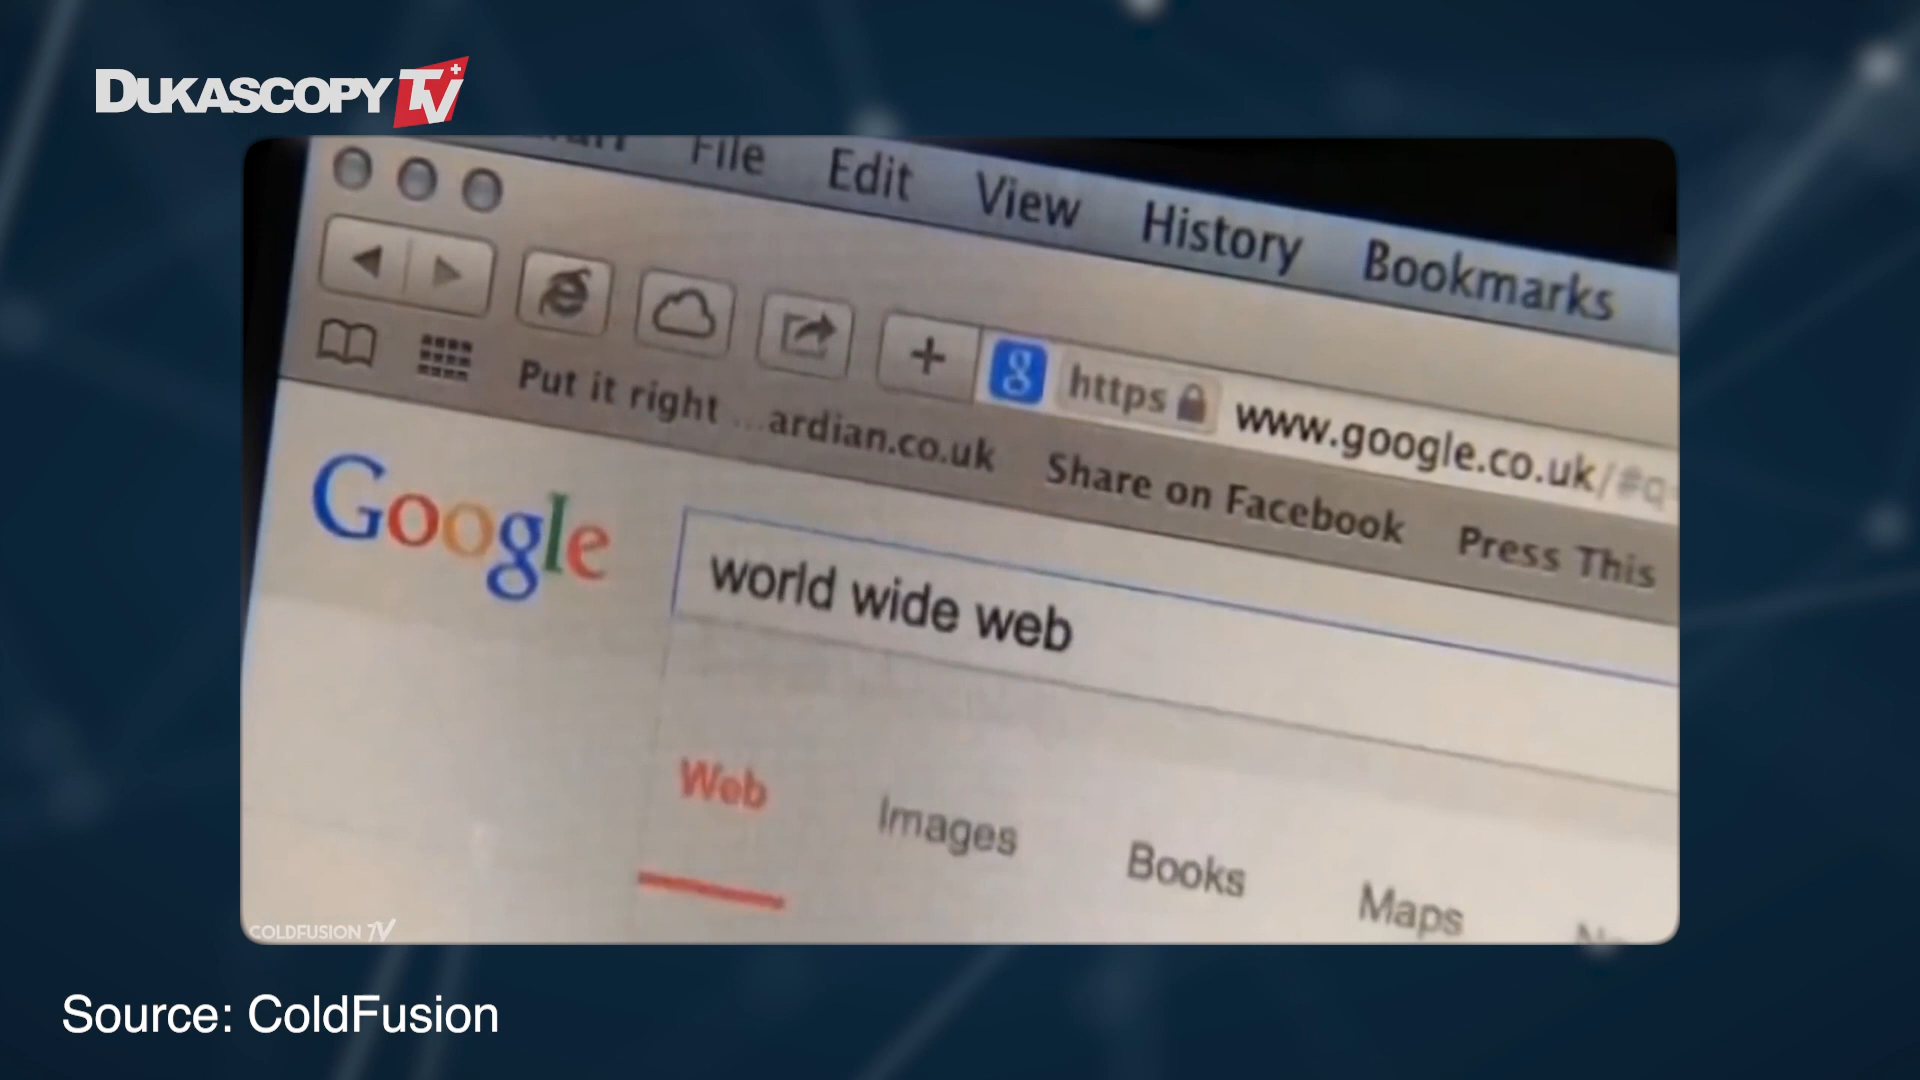 DUKASCOPY TV
File Edit View History Bookmarks
g https www.google.co.uk/#q=
Put it right ...ardian.co.uk Share on Facebook Press This
Google world wide web
Web Images Books Maps
COLDFUSION TV
Source: ColdFusion